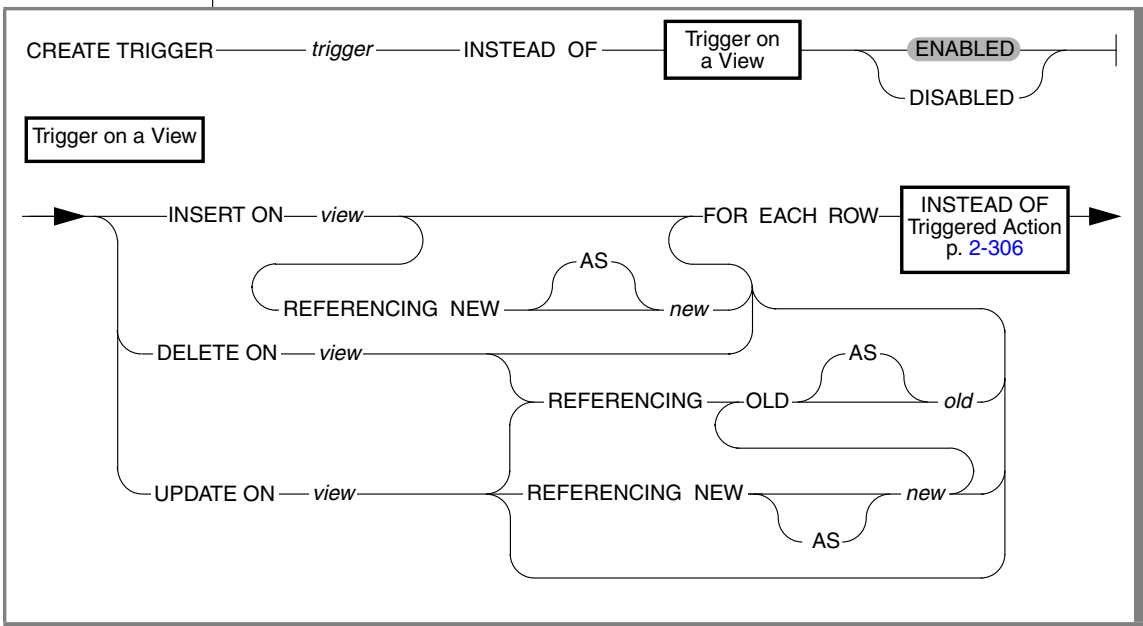 CREATE TRIGGER trigger INSTEAD OF Trigger on a View ENABLED
DISABLED
Trigger on a View
INSERT ON view FOR EACH ROW INSTEAD OF Triggered Action p. 2-306
AS
REFERENCING NEW new
DELETE ON view
AS
REFERENCING OLD old
UPDATE ON view REFERENCING NEW new
AS